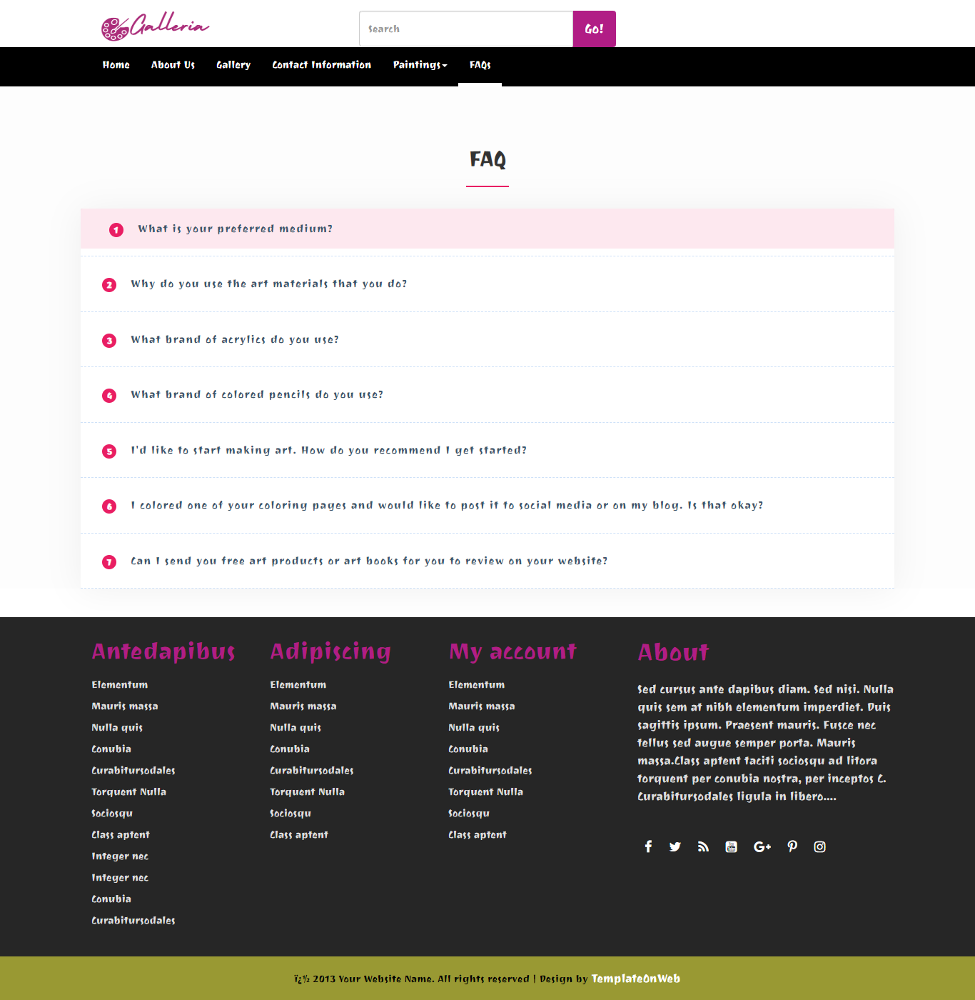 Galleria
Search
Go!
Home About Us Gallery Contact Information Paintings FAQs
FAQ
1 What is your preferred medium?
2 Why do you use the art materials that you do?
3 What brand of acrylics do you use?
4 What brand of colored pencils do you use?
5 I'd like to start making art. How do you recommend I get started?
6 I colored one of your coloring pages and would like to post it to social media or on my blog. Is that okay?
7 Can I send you free art products or art books for you to review on your website?
Antedapibus
Elementum
Mauris massa
Nulla quis
Conubia
Curabitursodales
Torquent Nulla
Sociosqu
Class aptent
Integer nec
Integer nec
Conubia
Curabitursodales
Adipiscing
Elementum
Mauris massa
Nulla quis
Conubia
Curabitursodales
Torquent Nulla
Sociosqu
Class aptent
My account
Elementum
Mauris massa
Nulla quis
Conubia
Curabitursodales
Torquent Nulla
Sociosqu
Class aptent
About
Sed cursus ante dapibus diam. Sed nisi. Nulla
quis sem at nibh elementum imperdiet. Duis
sagittis ipsum. Praesent mauris. Fusce nec
tellus sed augue semper porta. Mauris
massa.Class aptent taciti sociosqu ad litora
torquent per conubia nostra, per inceptos C.
Curabitursodales ligula in libero....
ï¿½ 2013 Your Website Name. All rights reserved | Design by TemplateOnWeb